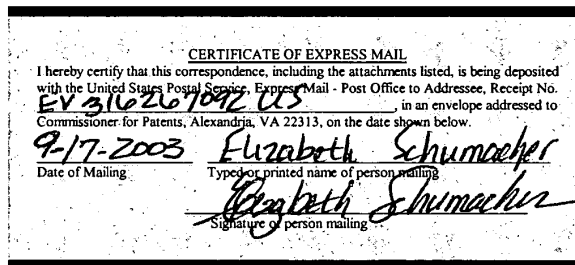 CERTIFICATE OF EXPRESS MAIL
I hereby certify that this correspondence, including the attachments listed, is being deposited
with the United States Postal Service, Express Mail - Post Office to Addressee, Receipt No.
EV 316267092 US, in an envelope addressed to
Commissioner for Patents, Alexandria, VA 22313, on the date shown below.
9-17-2003 Elizabeth Schumacher
Date of Mailing Typed or printed name of person mailing
Elizabeth Schumacher
Signature of person mailing